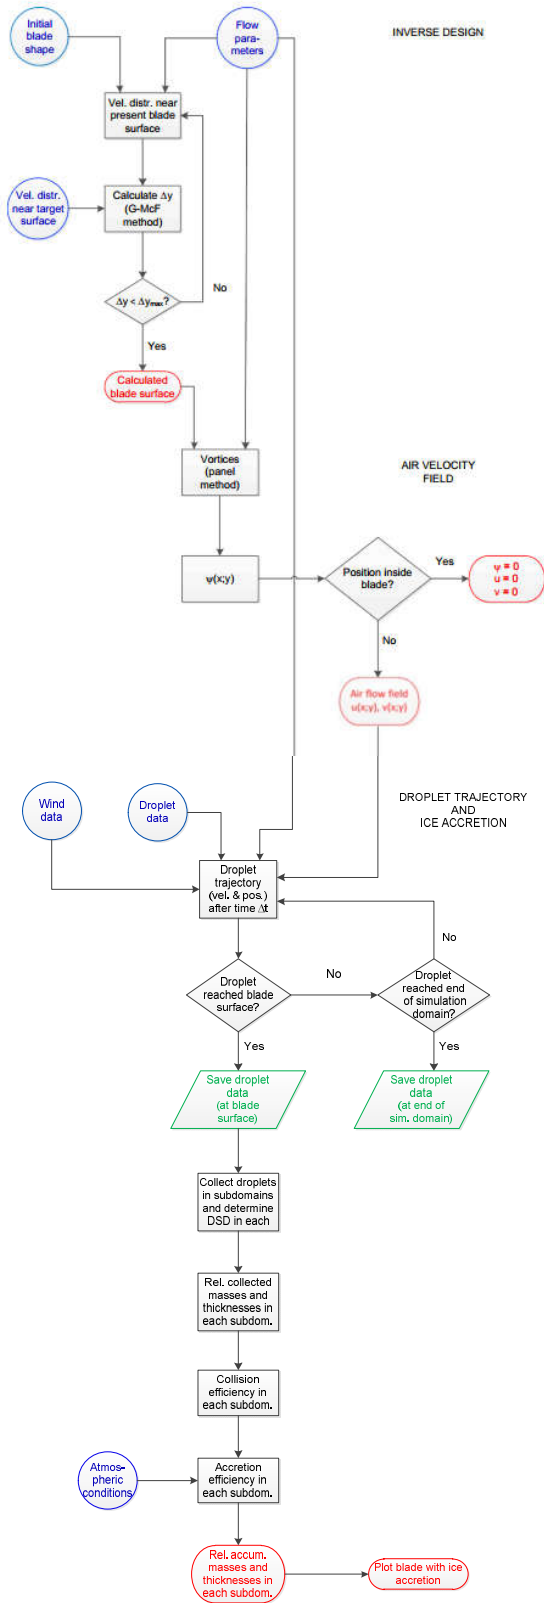 Initial
blade
shape
Flow
para-
meters
INVERSE DESIGN
Vel. distr. near
present blade
surface
Vel. distr.
near target
surface
Calculate Δy
(G-McF
method)
Δy < Δymax?
No
Yes
Calculated
blade surface
Vortices
(panel
method)
AIR VELOCITY
FIELD
ψ(x;y)
Position inside
blade?
Yes
ψ = 0
u = 0
v = 0
No
Air flow field
u(x;y), v(x;y)
Wind
data
Droplet
data
DROPLET TRAJECTORY
AND
ICE ACCRETION
Droplet
trajectory
(vel. & pos.)
after time Δt
No
Droplet
reached blade
surface?
No
Droplet
reached end
of simulation
domain?
Yes
Yes
Save droplet
data
(at blade
surface)
Save droplet
data
(at end of
sim. domain)
Collect droplets
in subdomains
and determine
DSD in each
Rel. collected
masses and
thicknesses in
each subdom.
Collision
efficiency in
each subdom.
Atmos-
pheric
conditions
Accretion
efficiency in
each subdom.
Rel. accum.
masses and
thicknesses in
each subdom.
Plot blade with ice
accretion